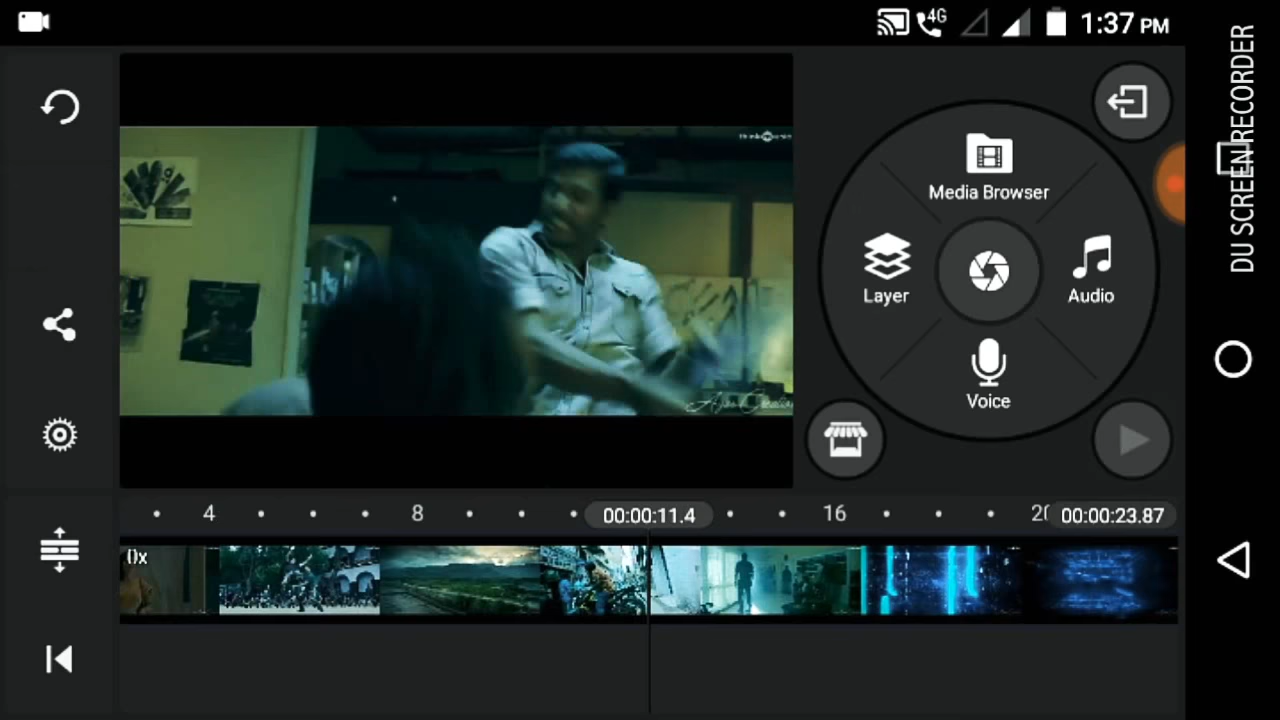 4G
1:37 PM
DU SCREEN RECORDER
Media Browser
Layer
Audio
Voice
4
8
00:00:11.4
16
00:00:23.87